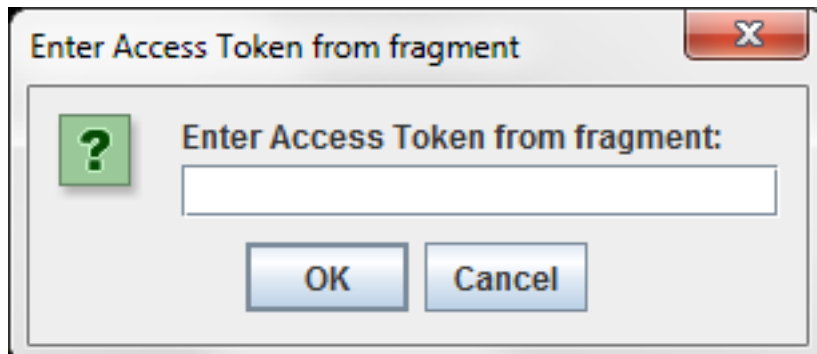 Enter Access Token from fragment
X
?
Enter Access Token from fragment:
OK
Cancel